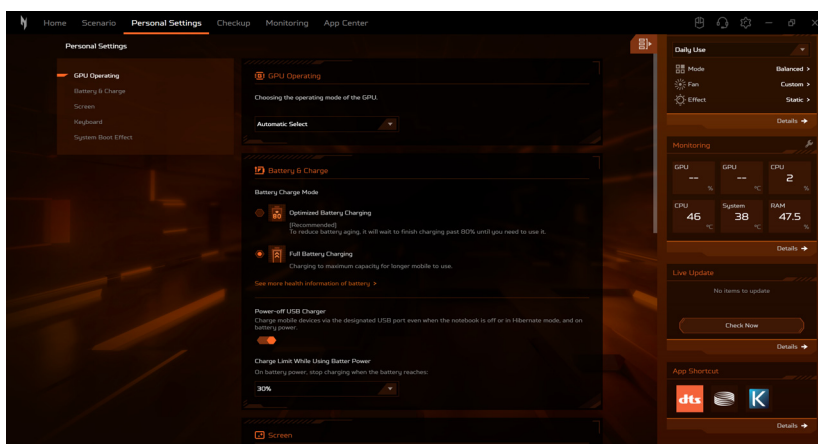 Home Scenario Personal Settings Checkup Monitoring App Center
Personal Settings
GPU Operating
Battery & Charge
Screen
Keyboard
System Boot Effect
GPU Operating
Choosing the operating mode of the GPU.
Automatic Select
Battery & Charge
Battery Charge Mode
80
Optimized Battery Charging
[Recommended]
To reduce battery aging, it will wait to finish charging past 80% until you need to use it.
Full Battery Charging
Charging to maximum capacity for longer mobile to use.
See more health information of battery >
Power-off USB Charger
Charge mobile devices via the designated USB port even when the notebook is off or in Hibernate mode, and on
battery power.
Charge Limit While Using Batter Power
On battery power, stop charging when the battery reaches:
30%
Screen
Daily Use
Mode Balanced >
Fan Custom >
Effect Static >
Details
Monitoring
GPU GPU CPU
-- -- 2
% °C %
CPU System RAM
46 38 47.5
°C °C %
Details
Live Update
No items to update
Check Now
Details
App Shortcut
dts K
Details